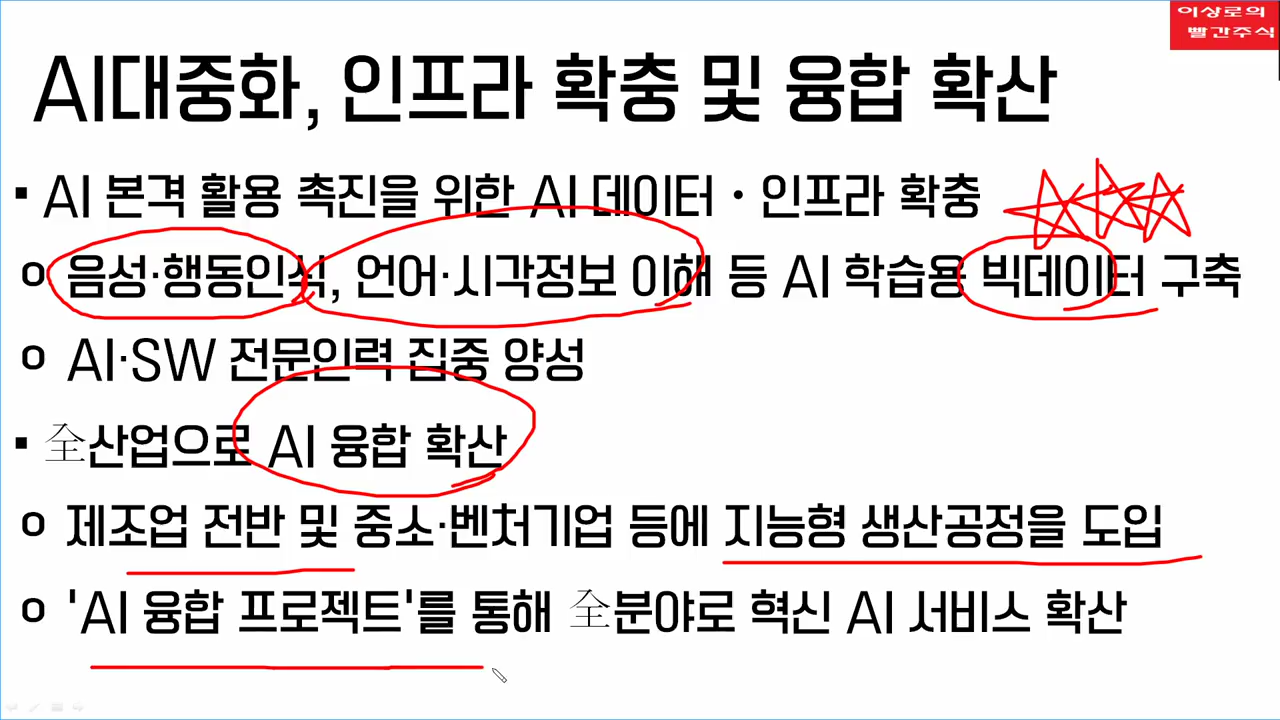 이상로의
빨간주식
AI대중화, 인프라 확충 및 융합 확산
▪ AI 본격 활용 촉진을 위한 AI 데이터·인프라 확충
o 음성·행동인식, 언어·시각정보 이해 등 AI 학습용 빅데이터 구축
o AI·SW 전문인력 집중 양성
▪ 全산업으로 AI 융합 확산
o 제조업 전반 및 중소·벤처기업 등에 지능형 생산공정을 도입
o 'AI 융합 프로젝트'를 통해 全분야로 혁신 AI 서비스 확산